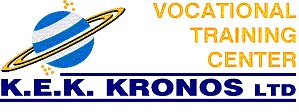 VOCATIONAL
TRAINING
CENTER
K.E.K. KRONOS LTD